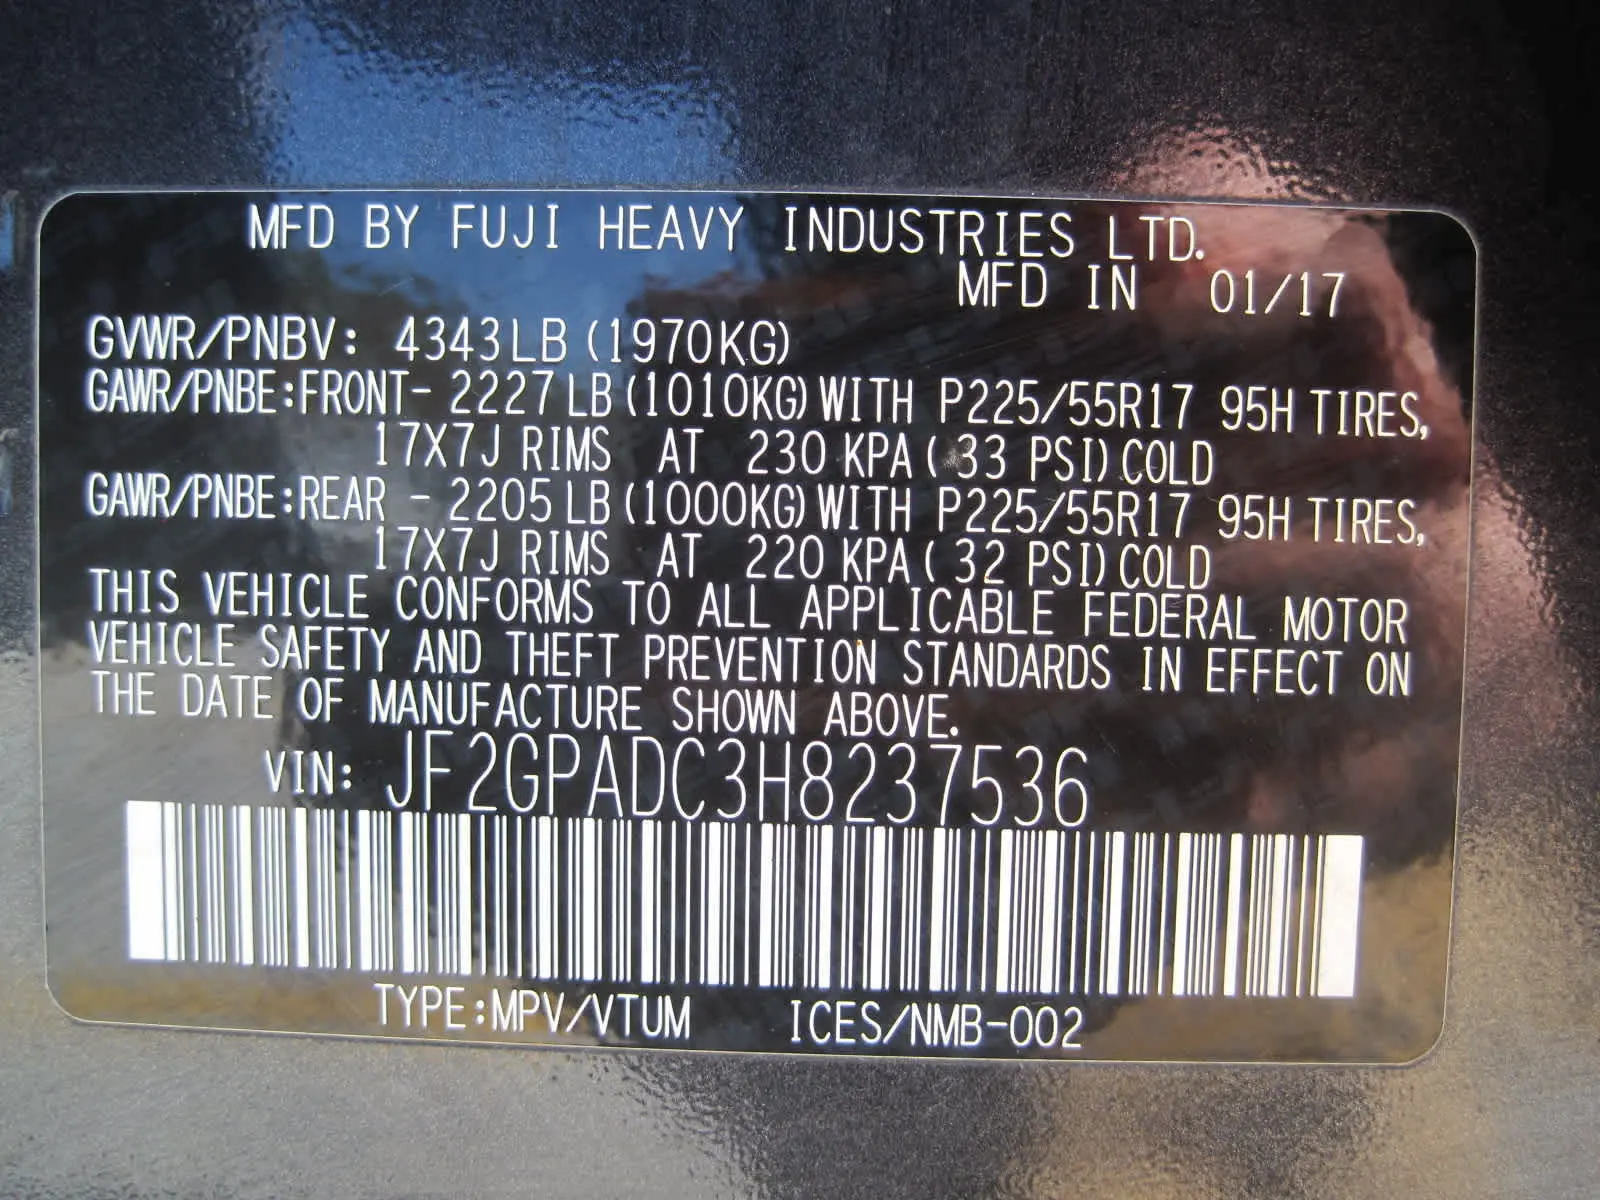 MFD BY FUJI HEAVY INDUSTRIES LTD.
MFD IN 01/17
GVWR/PNBV: 4343LB (1970KG)
GAWR/PNBE:FRONT- 2227LB (1010KG) WITH P225/55R17 95H TIRES,
17X7J RIMS AT 230 KPA ( 33 PSI) COLD
GAWR/PNBE:REAR - 2205LB (1000KG) WITH P225/55R17 95H TIRES,
17X7J RIMS AT 220 KPA ( 32 PSI) COLD
THIS VEHICLE CONFORMS TO ALL APPLICABLE FEDERAL MOTOR
VEHICLE SAFETY AND THEFT PREVENTION STANDARDS IN EFFECT ON
THE DATE OF MANUFACTURE SHOWN ABOVE.
VIN: JF2GPADC3H8237536
TYPE:MPV/VTUM ICES/NMB-002